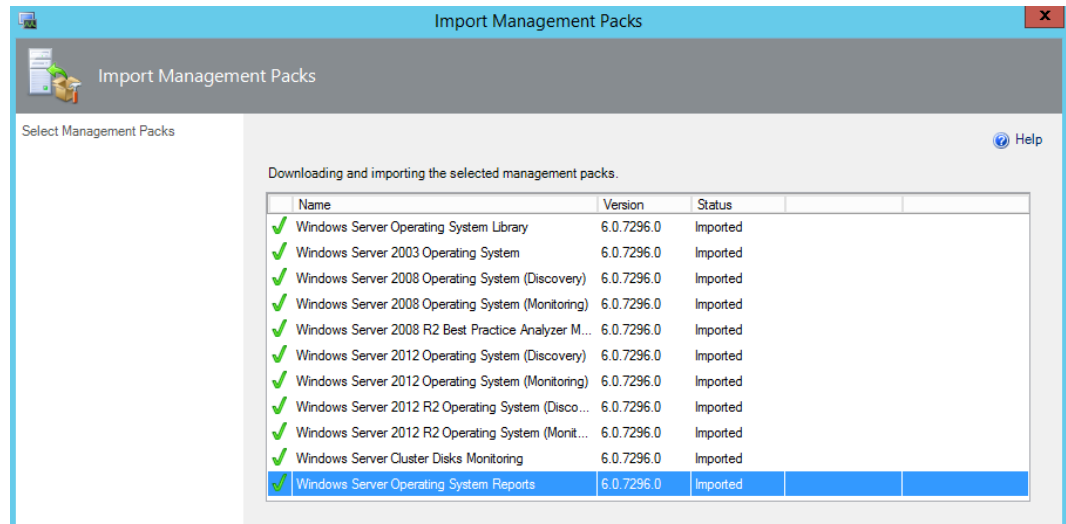 Import Management Packs
x
Import Management Packs
Select Management Packs
Help
Downloading and importing the selected management packs.
Name Version Status
Windows Server Operating System Library 6.0.7296.0 Imported
Windows Server 2003 Operating System 6.0.7296.0 Imported
Windows Server 2008 Operating System (Discovery) 6.0.7296.0 Imported
Windows Server 2008 Operating System (Monitoring) 6.0.7296.0 Imported
Windows Server 2008 R2 Best Practice Analyzer M... 6.0.7296.0 Imported
Windows Server 2012 Operating System (Discovery) 6.0.7296.0 Imported
Windows Server 2012 Operating System (Monitoring) 6.0.7296.0 Imported
Windows Server 2012 R2 Operating System (Disco... 6.0.7296.0 Imported
Windows Server 2012 R2 Operating System (Monit... 6.0.7296.0 Imported
Windows Server Cluster Disks Monitoring 6.0.7296.0 Imported
Windows Server Operating System Reports 6.0.7296.0 Imported